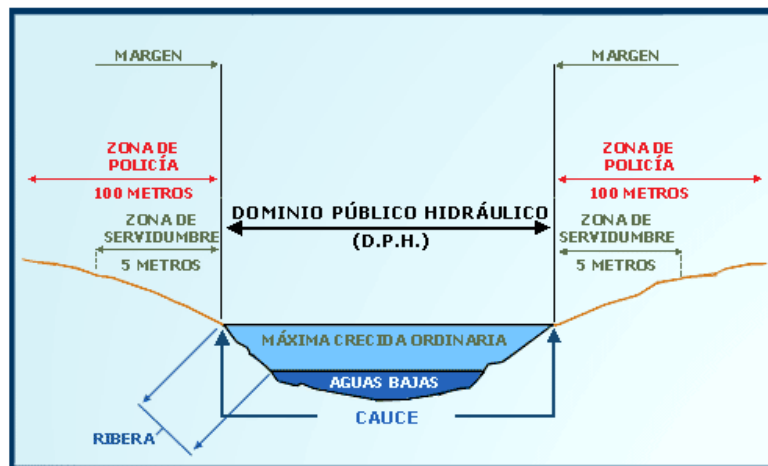 MARGEN
MARGEN
ZONA DE
POLICÍA
100 METROS
ZONA DE
POLICÍA
100 METROS
DOMINIO PÚBLICO HIDRÁULICO
(D.P.H.)
ZONA DE
SERVIDUMBRE
5 METROS
ZONA DE
SERVIDUMBRE
5 METROS
MÁXIMA CRECIDA ORDINARIA
AGUAS BAJAS
CAUCE
RIBERA